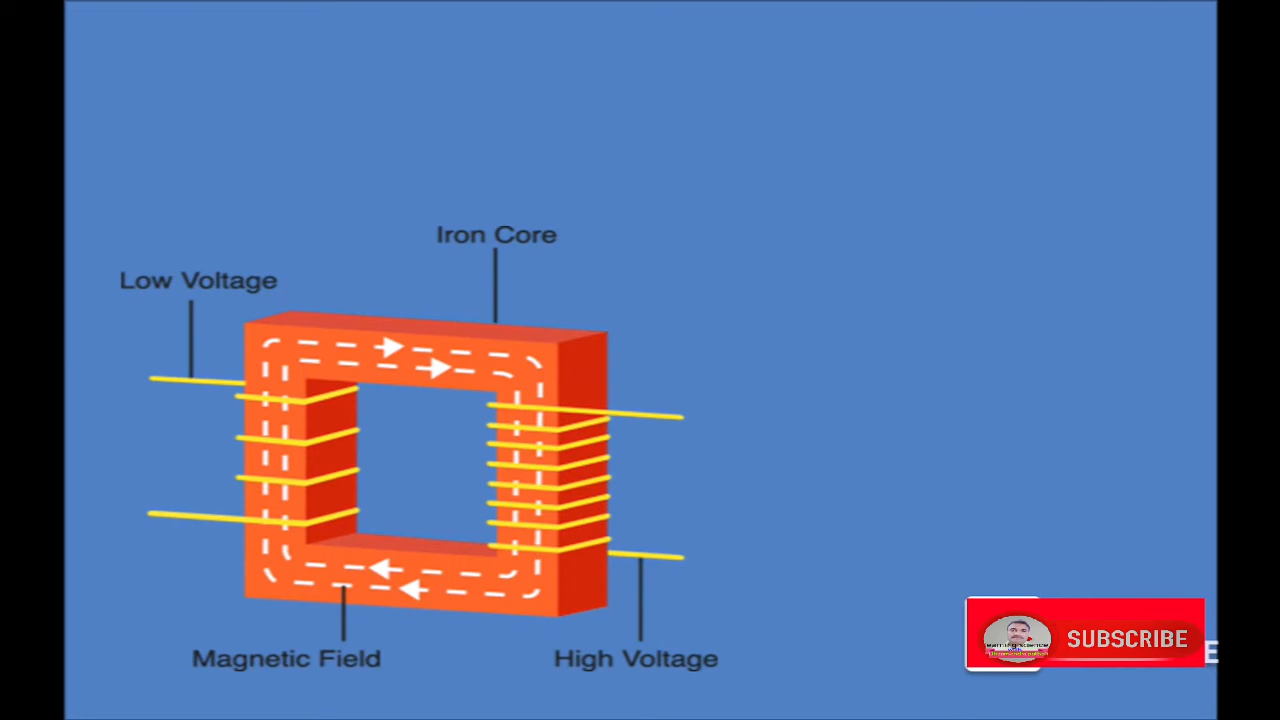 Iron Core
Low Voltage
Magnetic Field
High Voltage
SUBSCRIBE
E